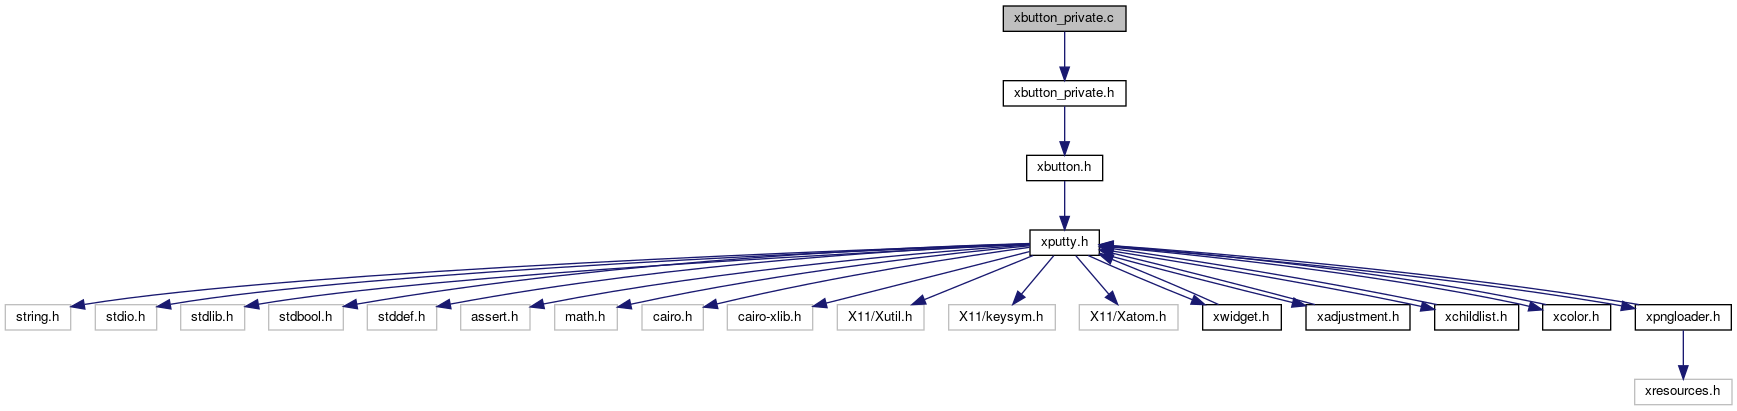 xbutton_private.c
xbutton_private.h
xbutton.h
xputty.h
string.h
stdio.h
stdlib.h
stdbool.h
stddef.h
assert.h
math.h
cairo.h
cairo-xlib.h
X11/Xutil.h
X11/keysym.h
X11/Xatom.h
xwidget.h
xadjustment.h
xchildlist.h
xcolor.h
xpngloader.h
xresources.h